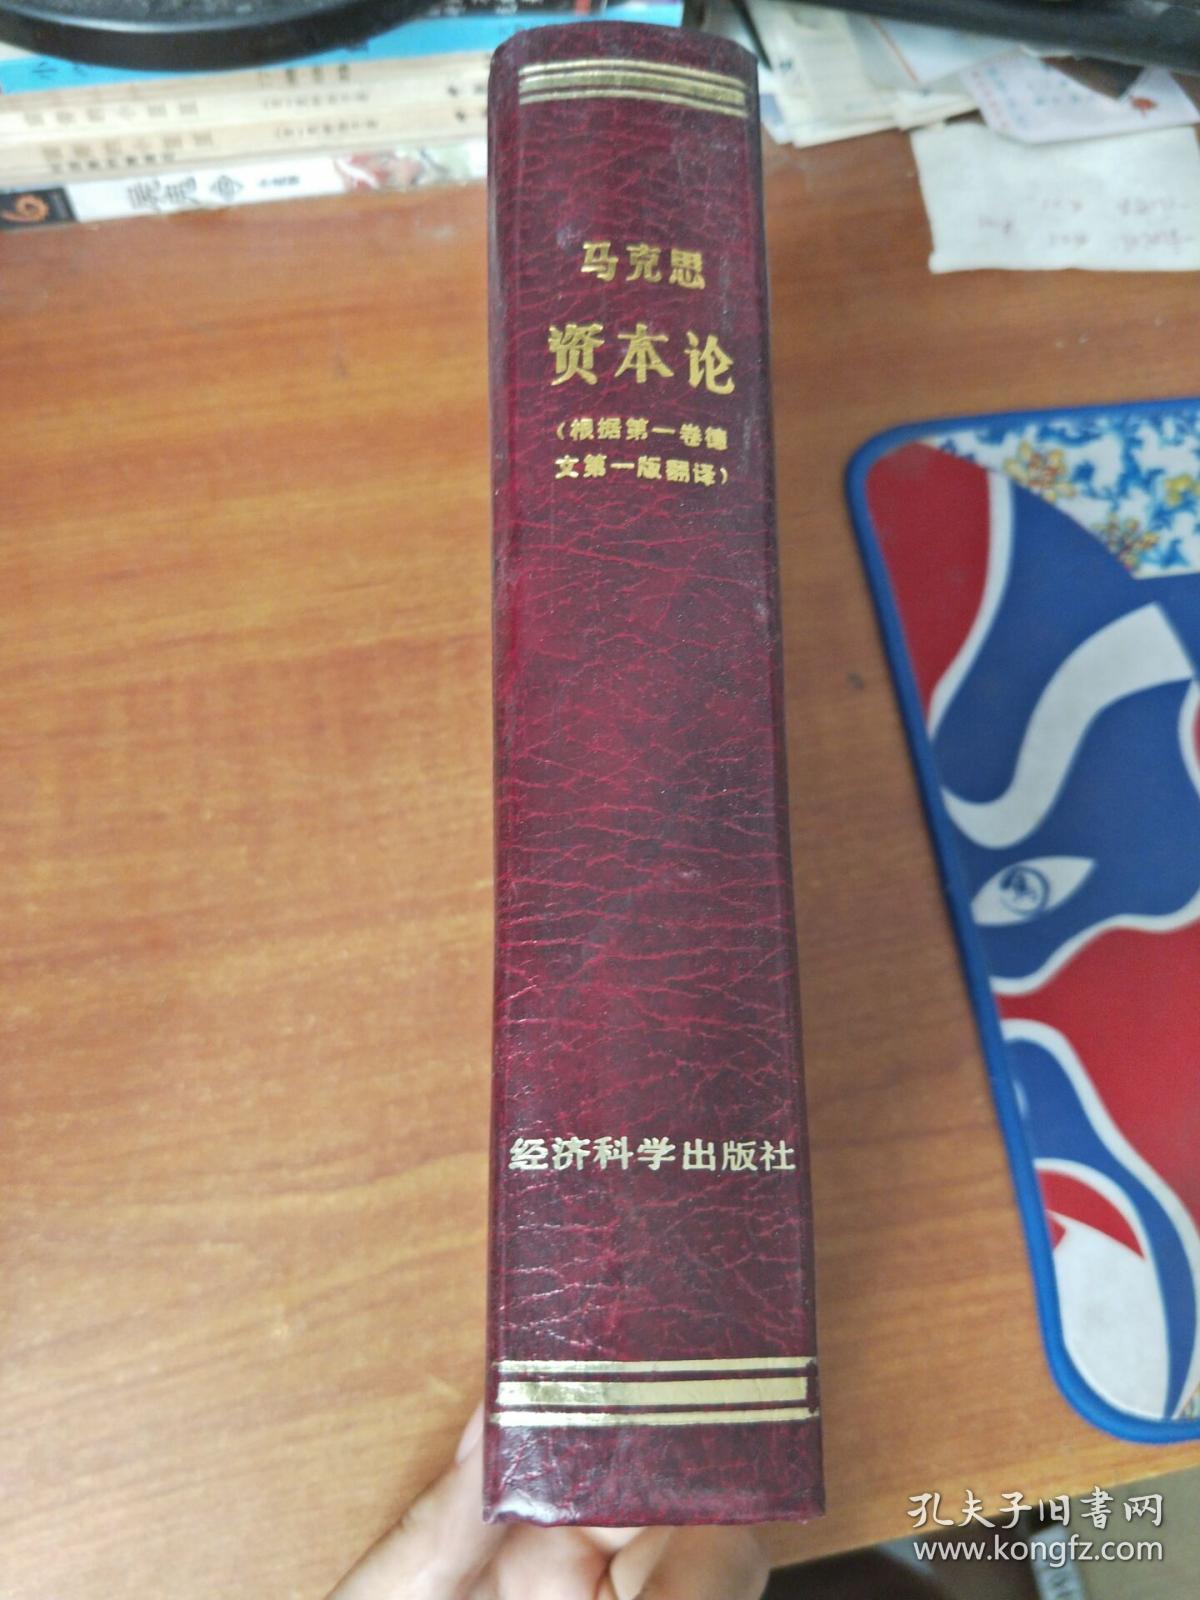 马克思
资本论
（根据第一卷德
文第一版翻译）
经济科学出版社
孔夫子旧书网
www.kongfz.com